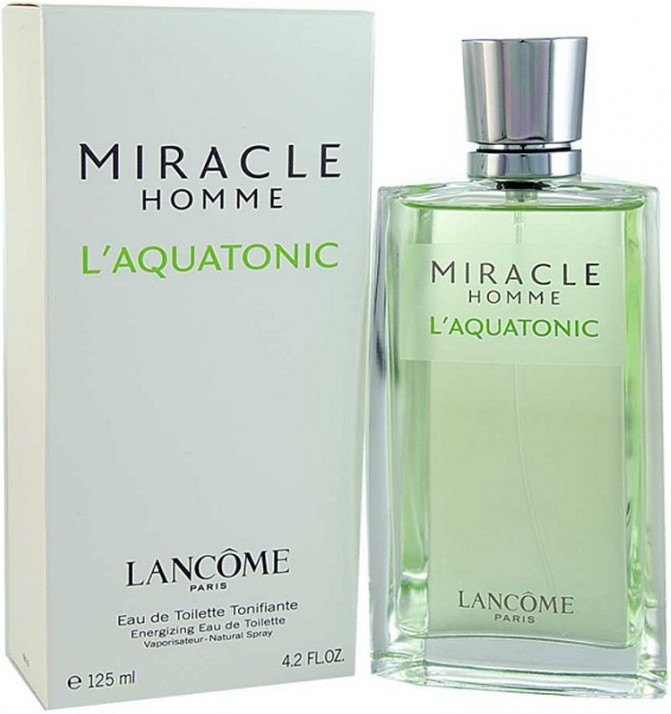 MIRACLE
HOMME
L'AQUATONIC
LANCÔME
PARIS
Eau de Toilette Tonifiante
Energizing Eau de Toilette
Vaporisateur-Natural Spray
℮ 125 ml
4.2 FL.OZ.
MIRACLE
HOMME
L'AQUATONIC
LANCÔME
PARIS